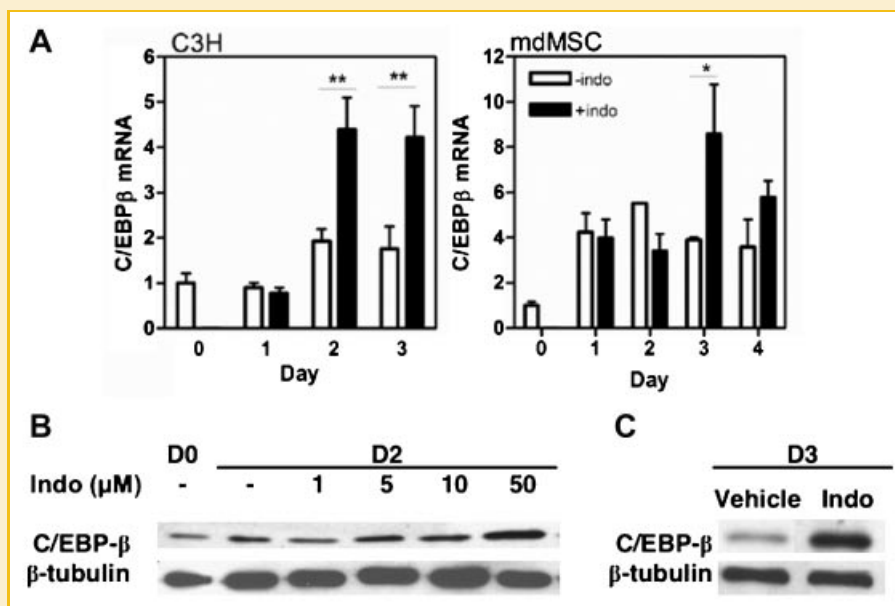 A
C3H
mdMSC
C/EBPβ mRNA
6
5
4
3
2
1
0
** **
0 1 2 3
Day
C/EBPβ mRNA
12
10
8
6
4
2
0
-indo
+indo
*
0 1 2 3 4
Day
B
D0 D2
Indo (μM) - - 1 5 10 50
C/EBP-β
β-tubulin
C
D3
Vehicle Indo
C/EBP-β
β-tubulin